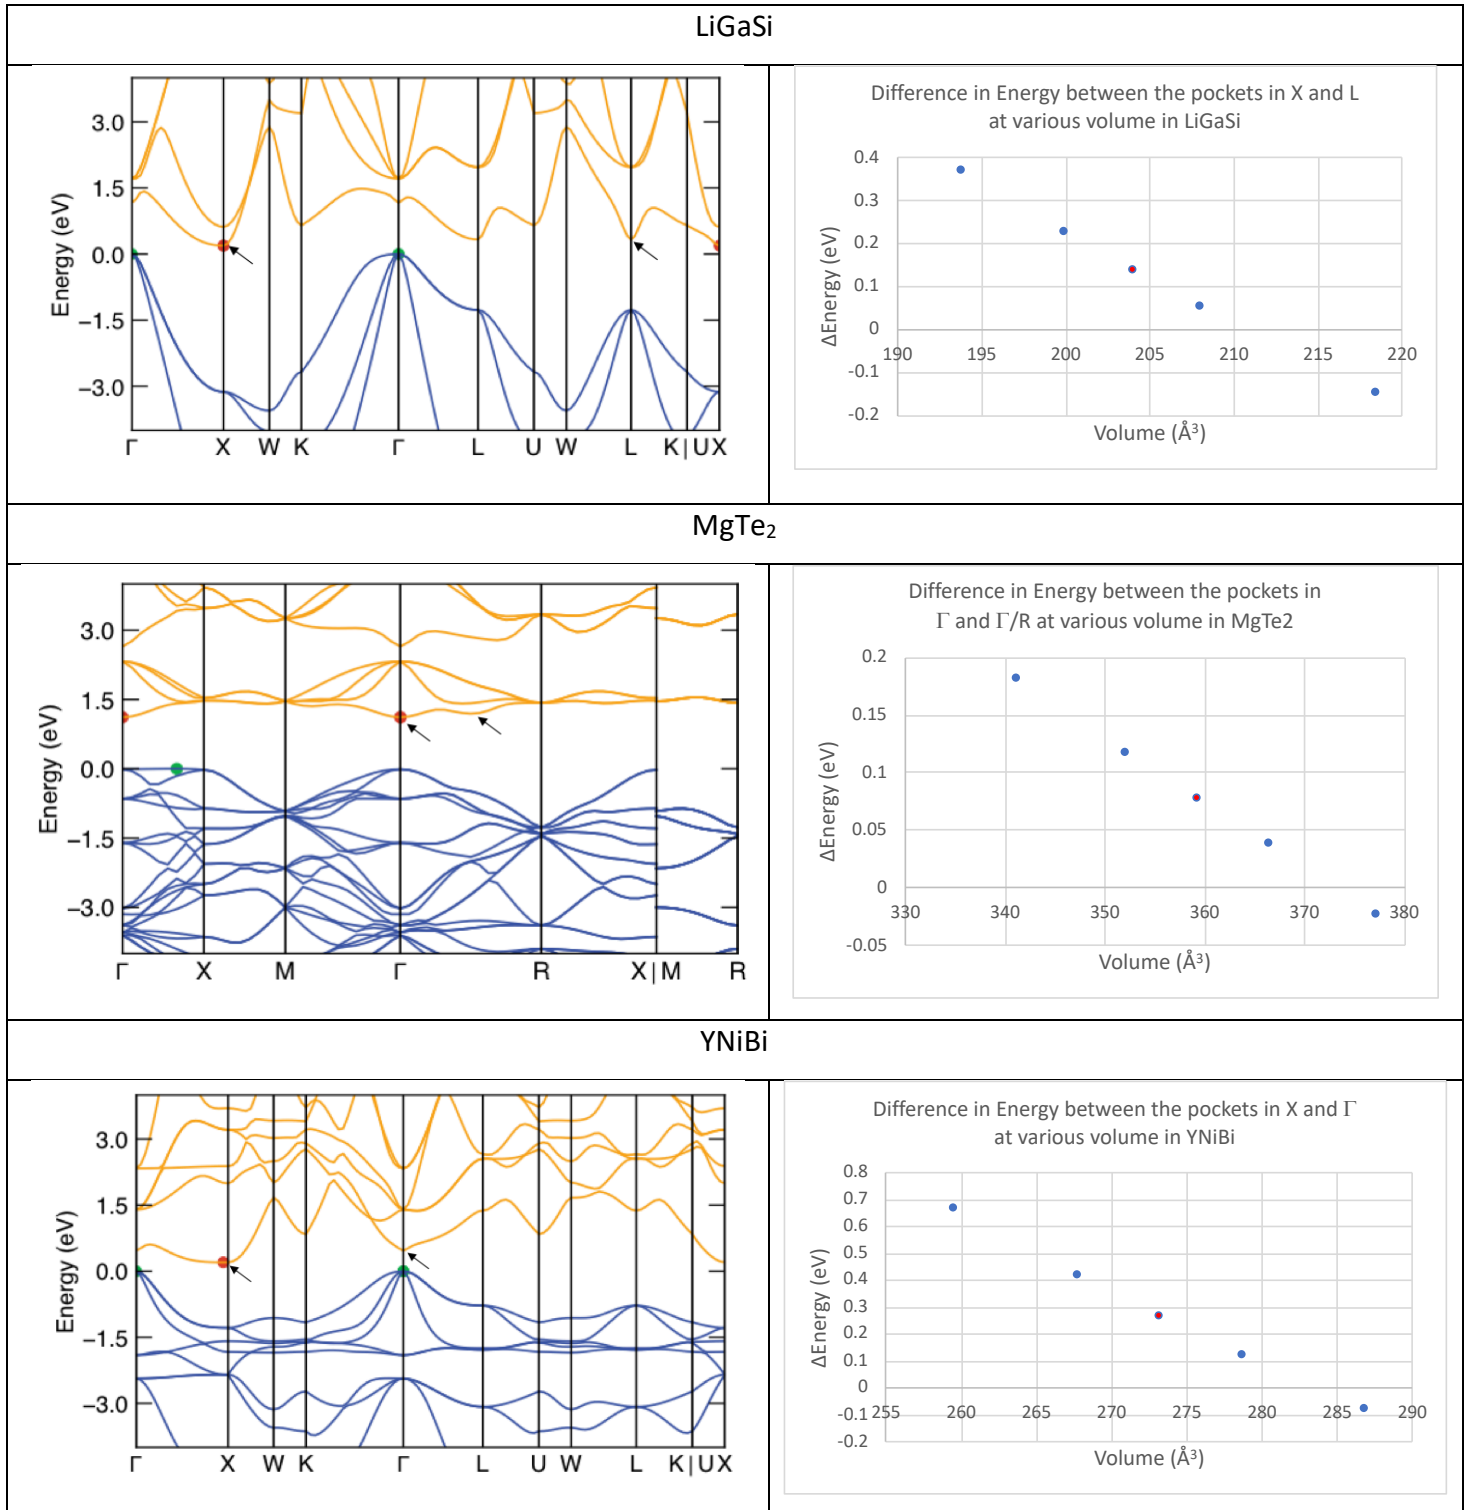 LiGaSi
3.0
1.5
0.0
−1.5
−3.0
Energy (eV)
Γ X W K Γ L U W L K|U X
Difference in Energy between the pockets in X and L
at various volume in LiGaSi
0.4
0.3
0.2
0.1
0
-0.1
-0.2
ΔEnergy (eV)
190 195 200 205 210 215 220
Volume (Å³)
MgTe₂
3.0
1.5
0.0
−1.5
−3.0
Energy (eV)
Γ X M Γ R X|M R
Difference in Energy between the pockets in
Γ and Γ/R at various volume in MgTe2
0.2
0.15
0.1
0.05
0
-0.05
ΔEnergy (eV)
330 340 350 360 370 380
Volume (Å³)
YNiBi
3.0
1.5
0.0
−1.5
−3.0
Energy (eV)
Γ X W K Γ L U W L K|U X
Difference in Energy between the pockets in X and Γ
at various volume in YNiBi
0.8
0.7
0.6
0.5
0.4
0.3
0.2
0.1
0
-0.1
-0.2
ΔEnergy (eV)
255 260 265 270 275 280 285 290
Volume (Å³)